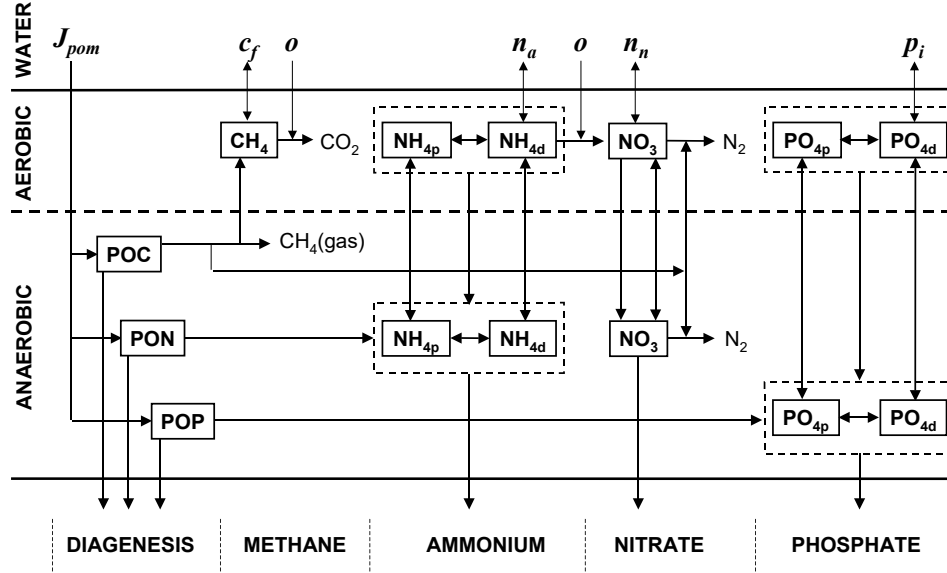 WATER
J_pom
c_f
o
n_a
o
n_n
p_i
AEROBIC
CH₄
CO₂
NH₄p
NH₄d
NO₃
N₂
PO₄p
PO₄d
ANAEROBIC
CH₄(gas)
POC
PON
NH₄p
NH₄d
NO₃
N₂
POP
PO₄p
PO₄d
DIAGENESIS
METHANE
AMMONIUM
NITRATE
PHOSPHATE